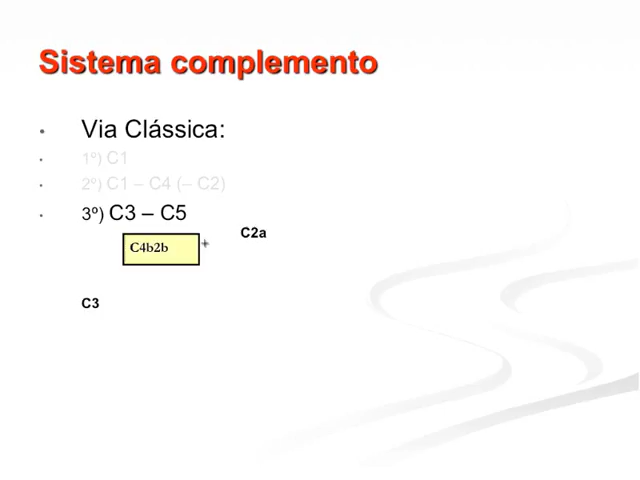 Sistema complemento
• Via Clássica:
• 1º) C1
• 2º) C1 – C4 (– C2)
• 3º) C3 – C5
C4b2b + C2a
C3